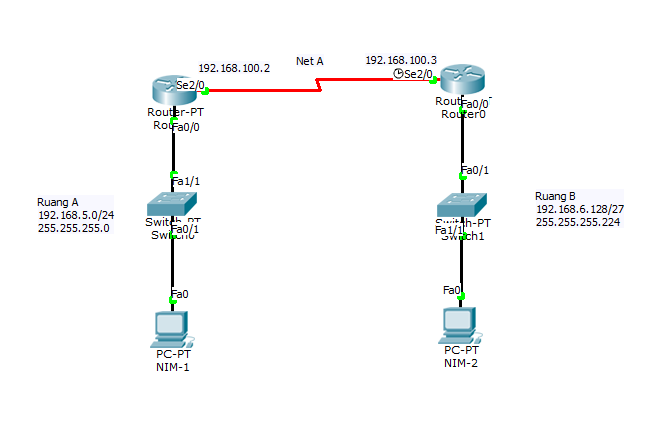 192.168.100.2
Net A
192.168.100.3
Se2/0
Se2/0
Router-PT
Fa0/0
Fa0/0
Router0
Fa1/1
Fa0/1
Ruang A
192.168.5.0/24
255.255.255.0
Ruang B
192.168.6.128/27
255.255.255.224
Fa0/1
Fa1/1
Fa0
Fa0
PC-PT
NIM-1
PC-PT
NIM-2